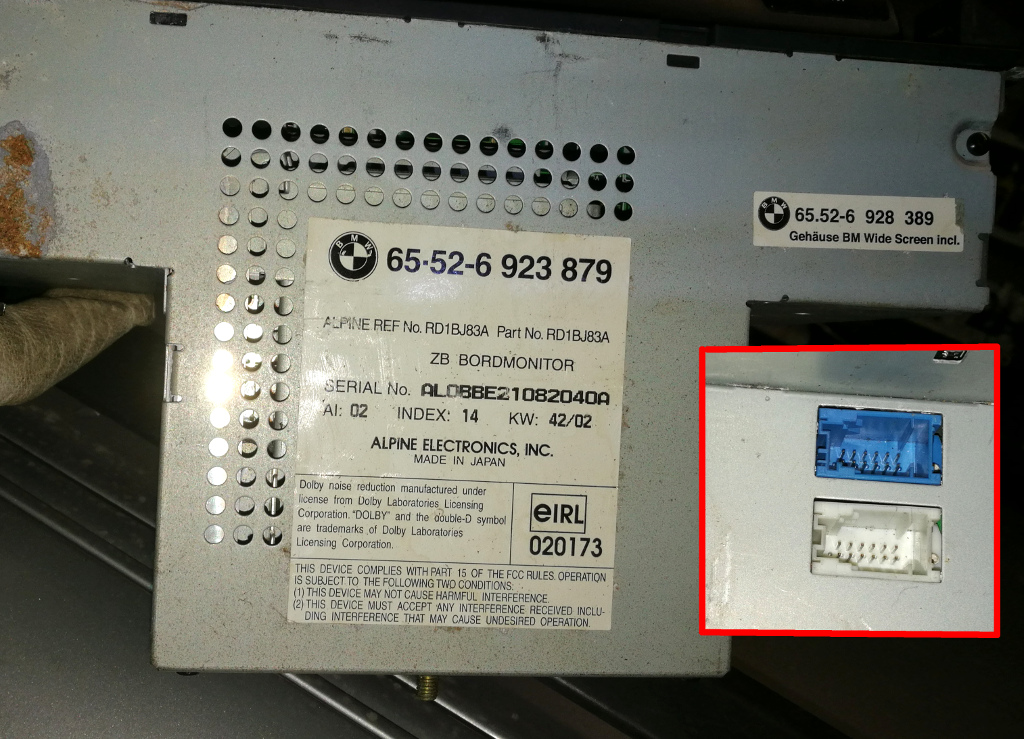 BMW
65·52-6 923 879
ALPINE REF No. RD1BJ83A Part No. RD1BJ83A
ZB BORDMONITOR
SERIAL No. AL0BBE21082040A
AI: 02 INDEX: 14 KW: 42/02
ALPINE ELECTRONICS, INC.
MADE IN JAPAN
Dolby noise reduction manufactured under
license from Dolby Laboratories Licensing
Corporation. "DOLBY" and the double-D symbol
are trademarks of Dolby Laboratories
Licensing Corporation.
eIRL
020173
THIS DEVICE COMPLIES WITH PART 15 OF THE FCC RULES. OPERATION
IS SUBJECT TO THE FOLLOWING TWO CONDITIONS:
(1) THIS DEVICE MAY NOT CAUSE HARMFUL INTERFERENCE.
(2) THIS DEVICE MUST ACCEPT ANY INTERFERENCE RECEIVED INCLU-
DING INTERFERENCE THAT MAY CAUSE UNDESIRED OPERATION.
BMW
65.52-6 928 389
Gehäuse BM Wide Screen incl.